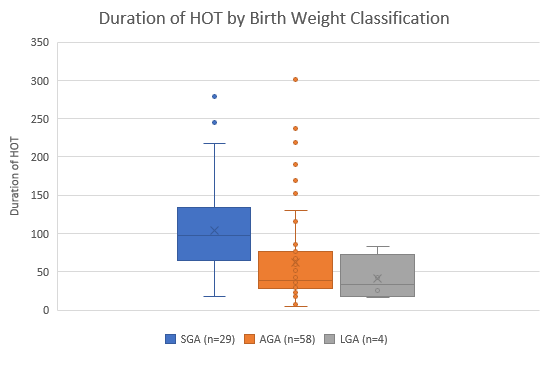 Duration of HOT by Birth Weight Classification
350
300
250
200
150
100
50
0
Duration of HOT
SGA (n=29) AGA (n=58) LGA (n=4)